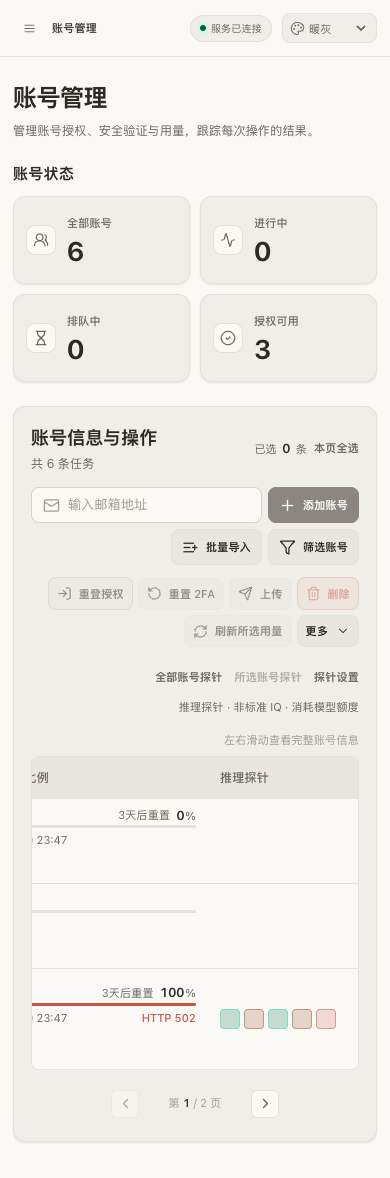 账号管理 服务已连接 暖灰
账号管理
管理账号授权、安全验证与用量，跟踪每次操作的结果。
账号状态
全部账号
6
进行中
0
排队中
0
授权可用
3
账号信息与操作
共 6 条任务
已选 0 条 本页全选
输入邮箱地址 添加账号
批量导入 筛选账号
重登授权 重置 2FA 上传 删除
刷新所选用量 更多
全部账号探针 所选账号探针 探针设置
推理探针 · 非标准 IQ · 消耗模型额度
左右滑动查看完整账号信息
例 推理探针
3天后重置 0%
23:47
3天后重置 100%
23:47 HTTP 502
第 1 / 2 页